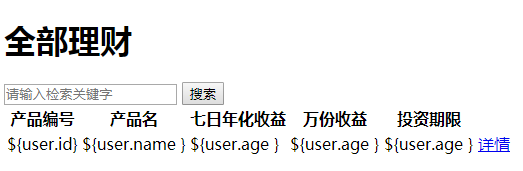 全部理财
请输入检索关键字 搜索
产品编号 产品名 七日年化收益 万份收益 投资期限
${user.id} ${user.name } ${user.age } ${user.age } ${user.age } 详情